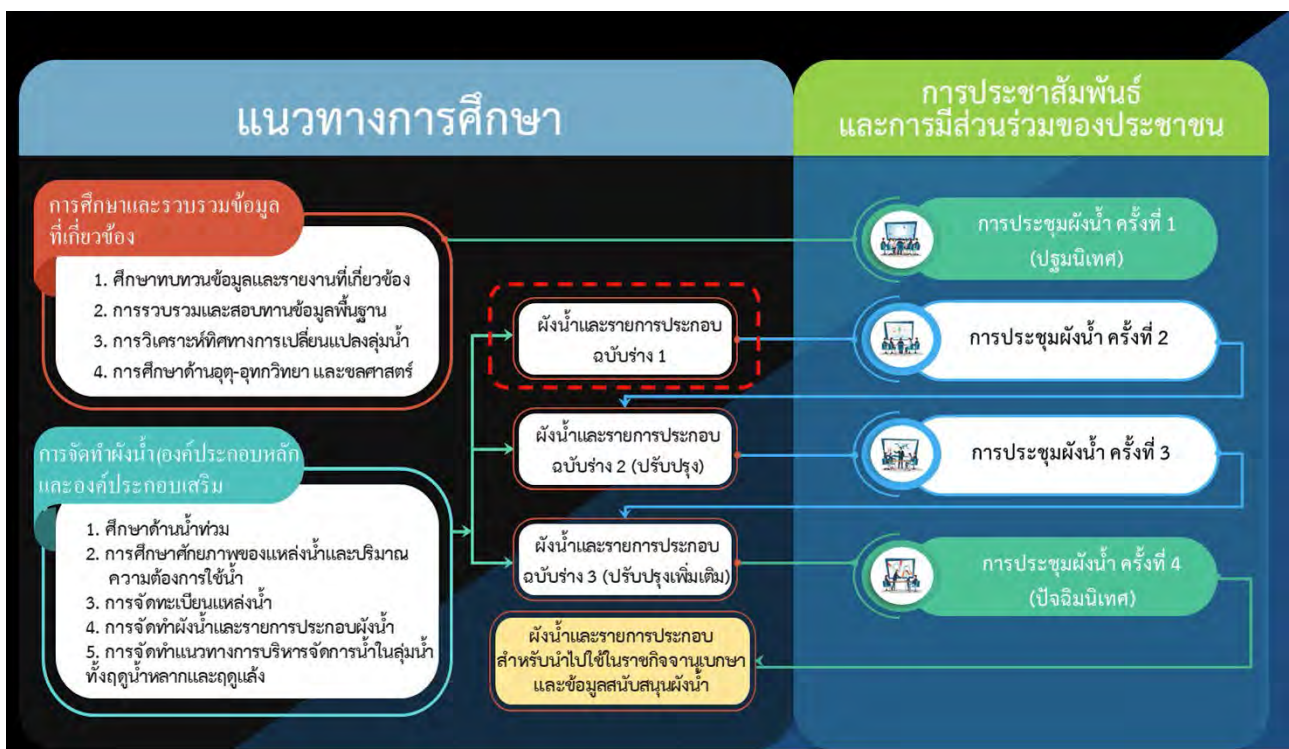 แนวทางการศึกษา
การประชาสัมพันธ์
และการมีส่วนร่วมของประชาชน
การศึกษาและรวบรวมข้อมูล
ที่เกี่ยวข้อง
1. ศึกษาทบทวนข้อมูลและรายงานที่เกี่ยวข้อง
2. การรวบรวมและสอบทานข้อมูลพื้นฐาน
3. การวิเคราะห์ทิศทางการเปลี่ยนแปลงลุ่มน้ำ
4. การศึกษาด้านอุตุ-อุทกวิทยา และชลศาสตร์
การจัดทำผังน้ำ(องค์ประกอบหลัก
และองค์ประกอบเสริม
1. ศึกษาด้านน้ำท่วม
2. การศึกษาศักยภาพของแหล่งน้ำและปริมาณ
ความต้องการใช้น้ำ
3. การจัดทะเบียนแหล่งน้ำ
4. การจัดทำผังน้ำและรายการประกอบผังน้ำ
5. การจัดทำแนวทางการบริหารจัดการน้ำในลุ่มน้ำ
ทั้งฤดูน้ำหลากและฤดูแล้ง
ผังน้ำและรายการประกอบ
ฉบับร่าง 1
ผังน้ำและรายการประกอบ
ฉบับร่าง 2 (ปรับปรุง)
ผังน้ำและรายการประกอบ
ฉบับร่าง 3 (ปรับปรุงเพิ่มเติม)
ผังน้ำและรายการประกอบ
สำหรับนำไปใช้ในราชกิจจานุเบกษา
และข้อมูลสนับสนุนผังน้ำ
การประชุมผังน้ำ ครั้งที่ 1
(ปฐมนิเทศ)
การประชุมผังน้ำ ครั้งที่ 2
การประชุมผังน้ำ ครั้งที่ 3
การประชุมผังน้ำ ครั้งที่ 4
(ปัจฉิมนิเทศ)